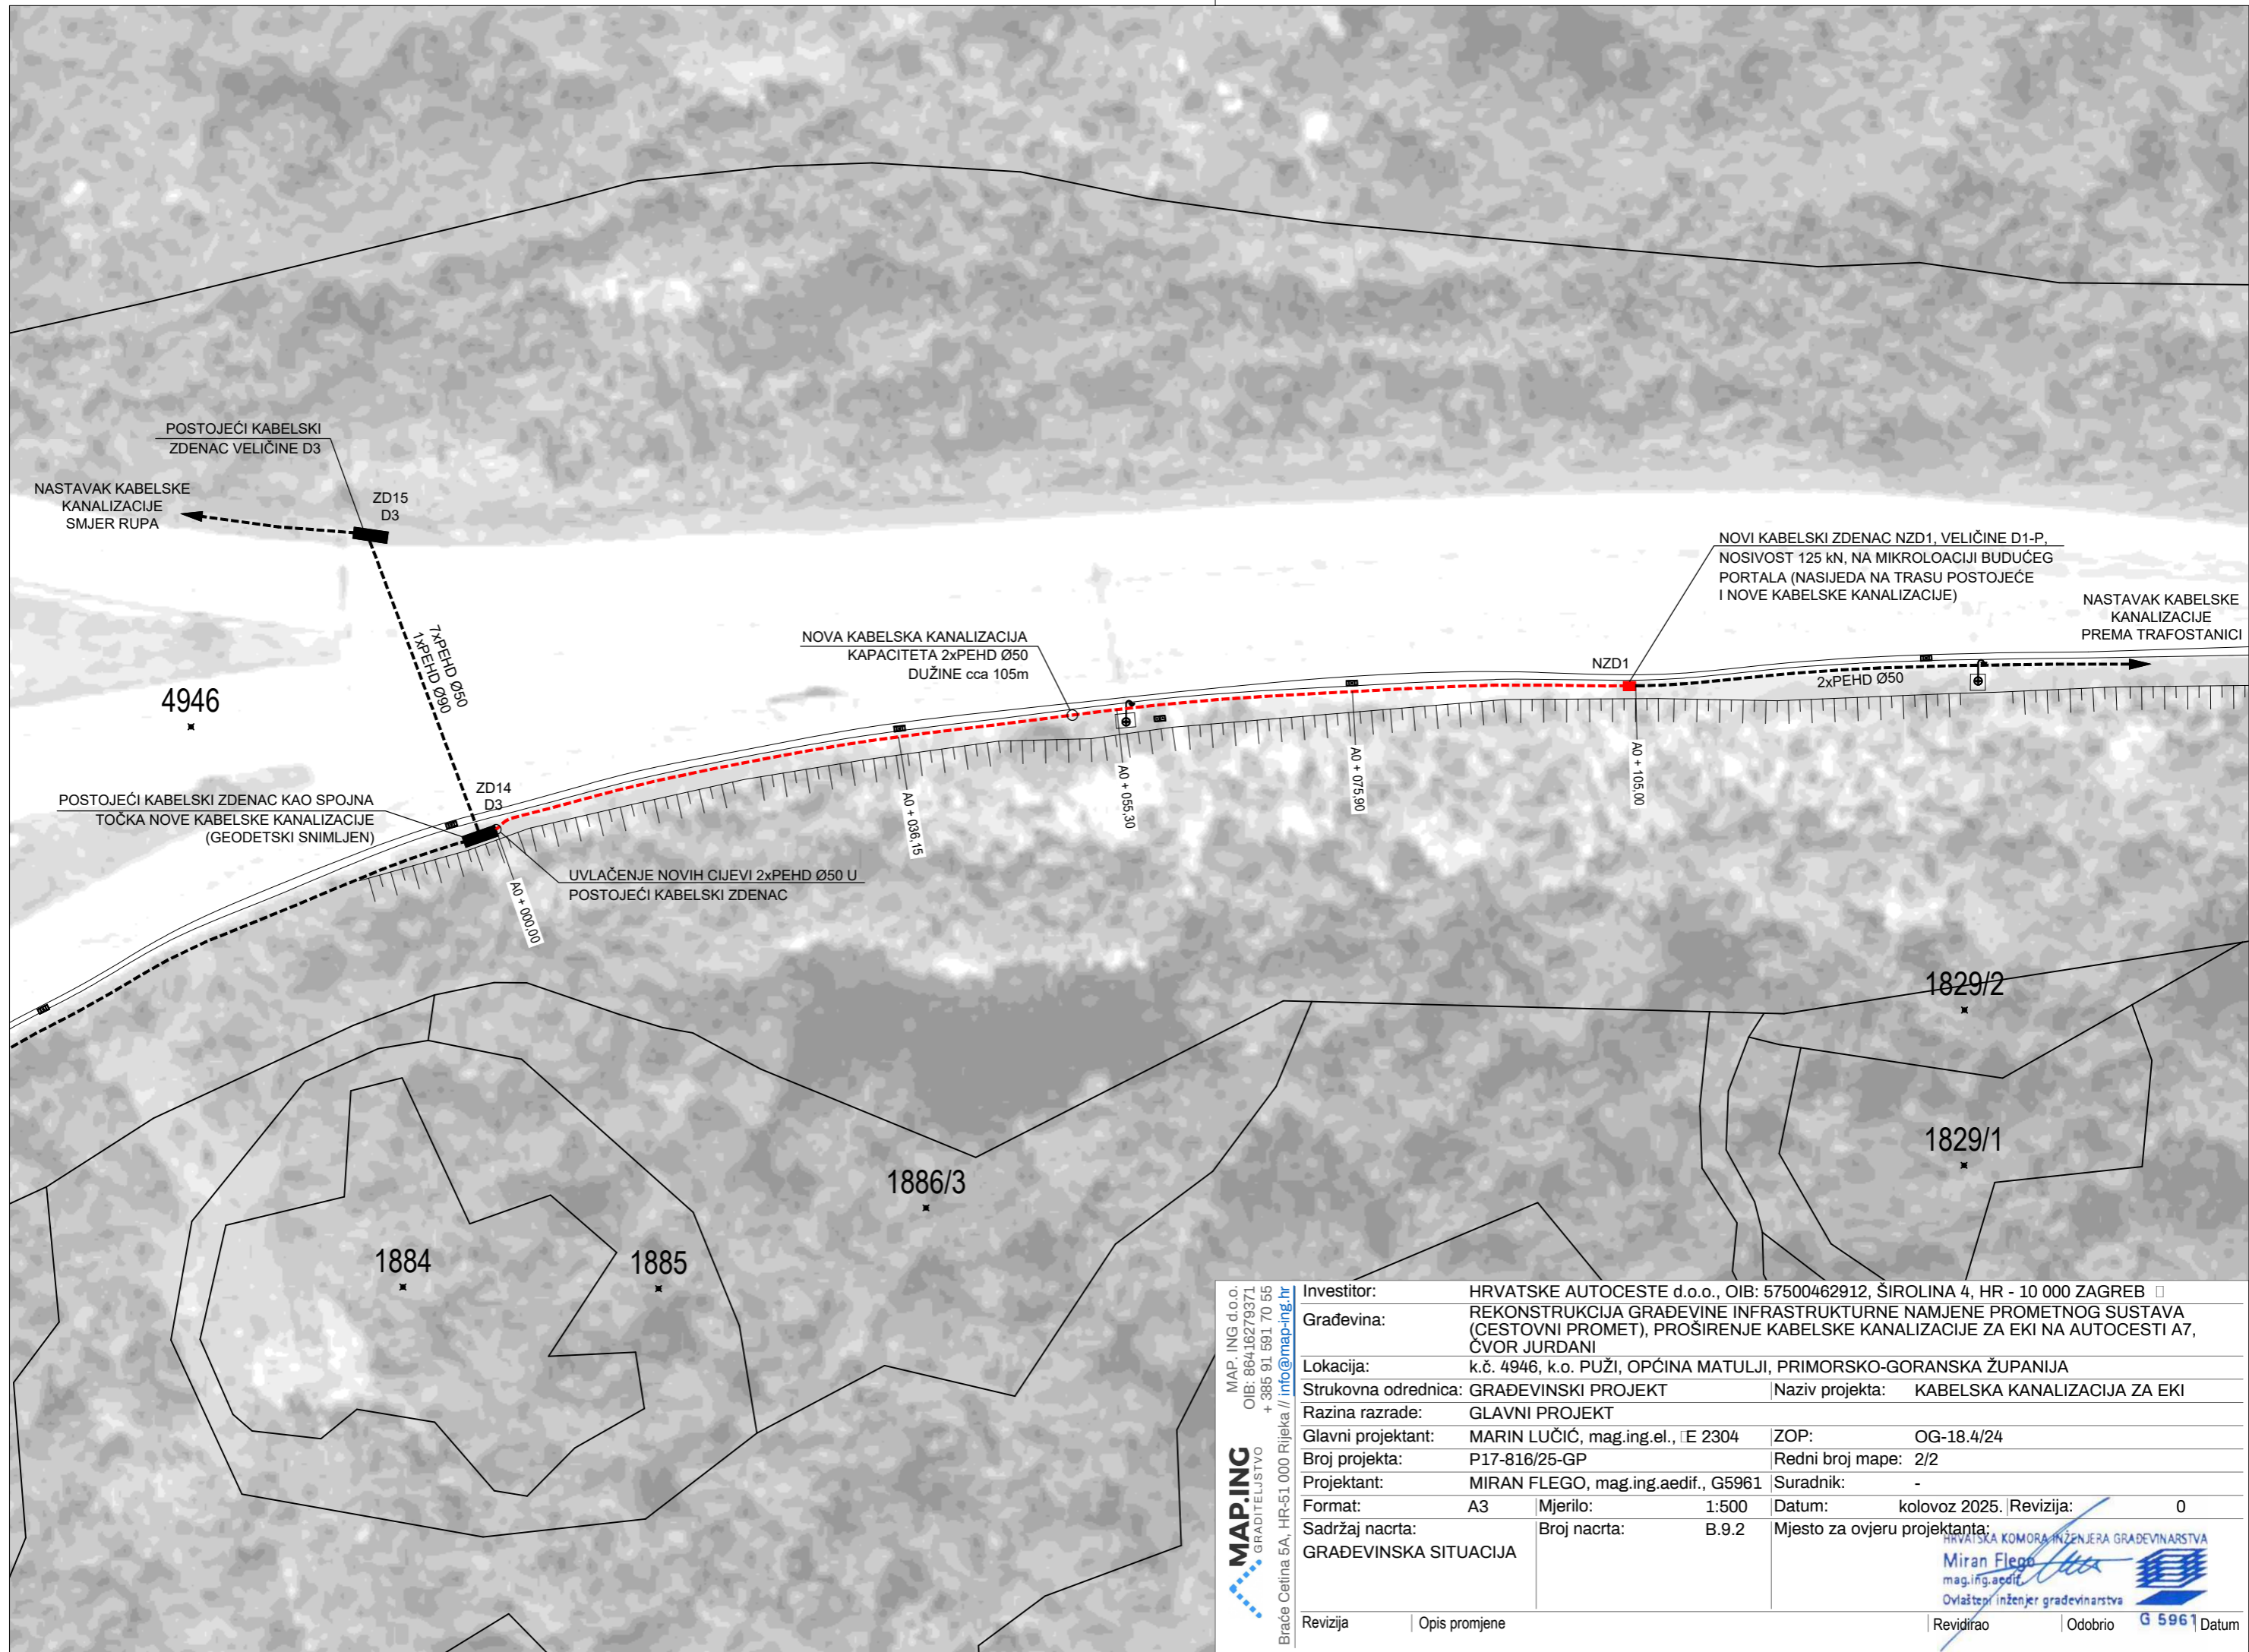 POSTOJEĆI KABELSKI
ZDENAC VELIČINE D3
NASTAVAK KABELSKE
KANALIZACIJE
SMJER RUPA
ZD15
D3
7xPEHD Ø50
1xPEHD Ø90
4946
NOVA KABELSKA KANALIZACIJA
KAPACITETA 2xPEHD Ø50
DUŽINE cca 105m
NOVI KABELSKI ZDENAC NZD1, VELIČINE D1-P,
NOSIVOST 125 kN, NA MIKROLOACIJI BUDUĆEG
PORTALA (NASIJEDA NA TRASU POSTOJEĆE
I NOVE KABELSKE KANALIZACIJE)
NASTAVAK KABELSKE
KANALIZACIJE
PREMA TRAFOSTANICI
NZD1
2xPEHD Ø50
ZD14
D3
POSTOJEĆI KABELSKI ZDENAC KAO SPOJNA
TOČKA NOVE KABELSKE KANALIZACIJE
(GEODETSKI SNIMLJEN)
UVLAČENJE NOVIH CIJEVI 2xPEHD Ø50 U
POSTOJEĆI KABELSKI ZDENAC
A0 + 000,00
A0 + 036,15
A0 + 055,30
A0 + 075,90
A0 + 105,00
1829/2
1829/1
1886/3
1884
1885
MAP. ING d.o.o.
OIB: 86416279371
+ 385 91 591 70 55
Braće Cetina 5A, HR-51 000 Rijeka // info@map-ing.hr
MAP.ING
GRADITELJSTVO
Investitor: HRVATSKE AUTOCESTE d.o.o., OIB: 57500462912, ŠIROLINA 4, HR - 10 000 ZAGREB
Građevina: REKONSTRUKCIJA GRAĐEVINE INFRASTRUKTURNE NAMJENE PROMETNOG SUSTAVA
(CESTOVNI PROMET), PROŠIRENJE KABELSKE KANALIZACIJE ZA EKI NA AUTOCESTI A7,
ČVOR JURDANI
Lokacija: k.č. 4946, k.o. PUŽI, OPĆINA MATULJI, PRIMORSKO-GORANSKA ŽUPANIJA
Strukovna odrednica: GRAĐEVINSKI PROJEKT Naziv projekta: KABELSKA KANALIZACIJA ZA EKI
Razina razrade: GLAVNI PROJEKT
Glavni projektant: MARIN LUČIĆ, mag.ing.el., E 2304 ZOP: OG-18.4/24
Broj projekta: P17-816/25-GP Redni broj mape: 2/2
Projektant: MIRAN FLEGO, mag.ing.aedif., G5961 Suradnik: -
Format: A3 Mjerilo: 1:500 Datum: kolovoz 2025. Revizija: 0
Sadržaj nacrta: Broj nacrta: B.9.2 Mjesto za ovjeru projektanta:
GRAĐEVINSKA SITUACIJA
HRVATSKA KOMORA INŽENJERA GRAĐEVINARSTVA
Miran Flego
mag.ing.aedif.
Ovlašteni inženjer građevinarstva
G 5961
Revizija Opis promjene Revidirao Odobrio Datum